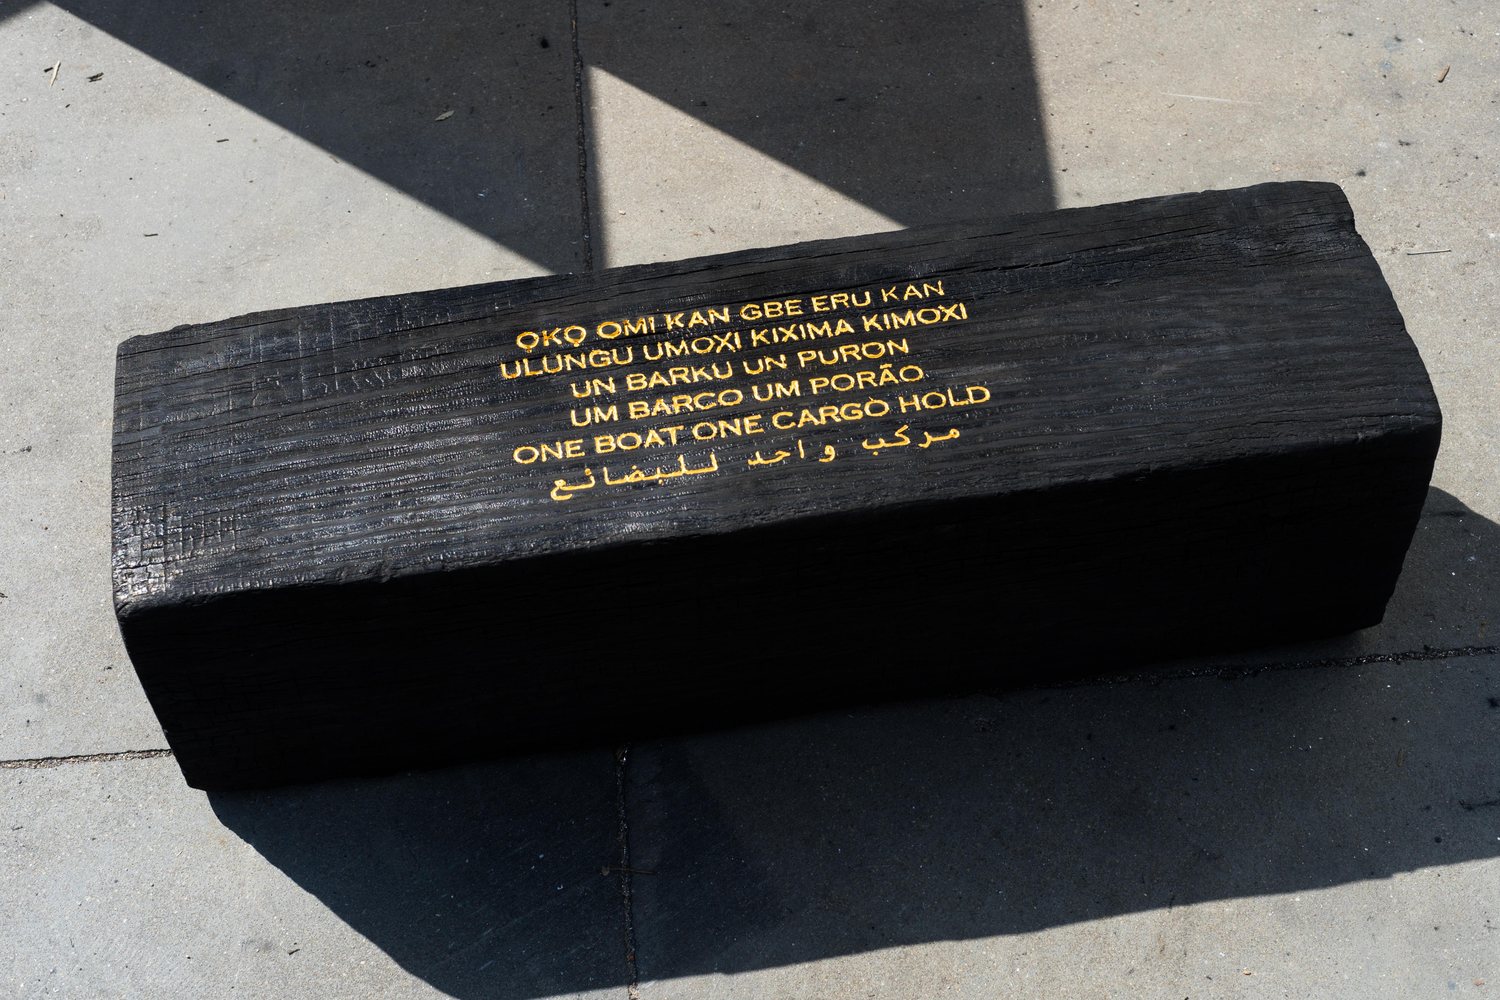 ỌKỌ OMI KAN GBE ERU KAN
ULUNGU UMOXI KIXIMA KIMOXI
UN BARKU UN PURON
UM BARCO UM PORÃO
ONE BOAT ONE CARGO HOLD
مركب واحد للبضائع